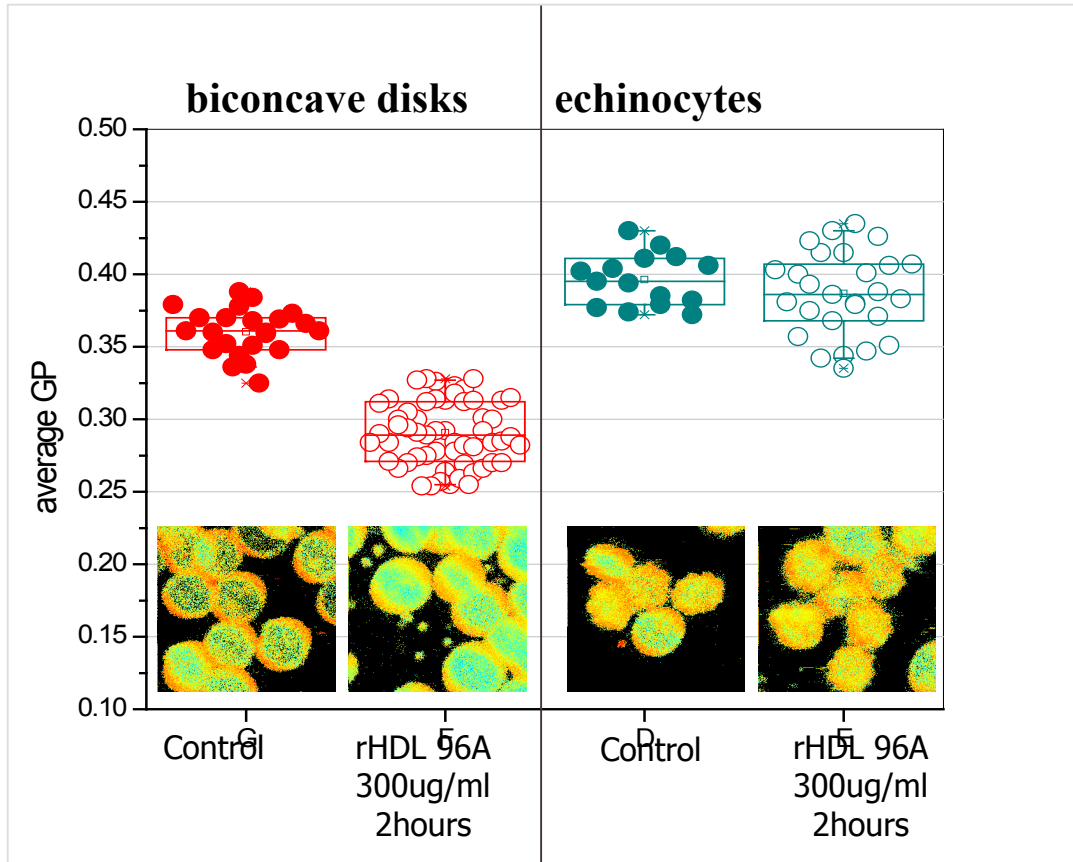 biconcave disks
echinocytes
0.50
0.45
0.40
0.35
0.30
0.25
0.20
0.15
0.10
average GP
G
C
D
E
Control
rHDL 96A
300ug/ml
2hours
Control
rHDL 96A
300ug/ml
2hours